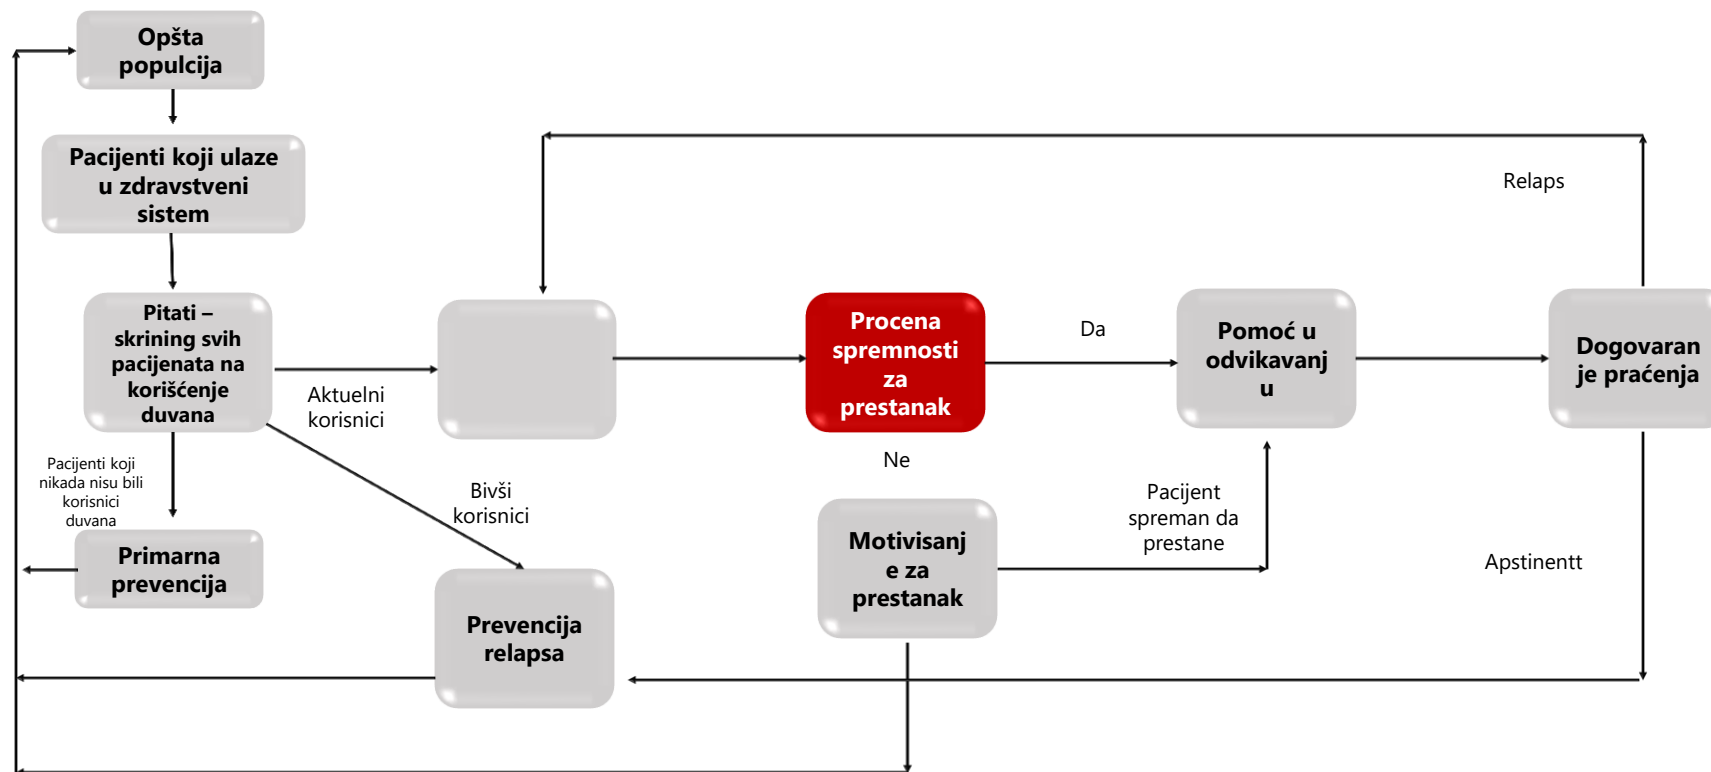 Opšta
populcija
Pacijenti koji ulaze
u zdravstveni
sistem
Relaps
Pitati –
skrining svih
pacijenata na
korišćenje
duvana
Aktuelni
korisnici
Procena
spremnosti
za
prestanak
Da
Pomoć u
odvikavanj
u
Dogovaran
je praćenja
Ne
Pacijenti koji
nikada nisu bili
korisnici
duvana
Bivši
korisnici
Pacijent
spreman da
prestane
Primarna
prevencija
Motivisanj
e za
prestanak
Apstinentt
Prevencija
relapsa